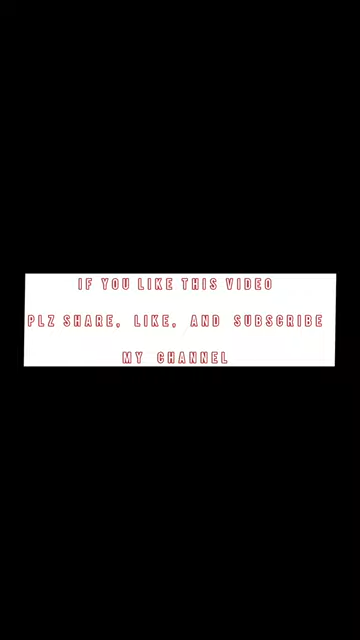 IF YOU LIKE THIS VIDEO
PLZ SHARE, LIKE, AND SUBSCRIBE
MY CHANNEL